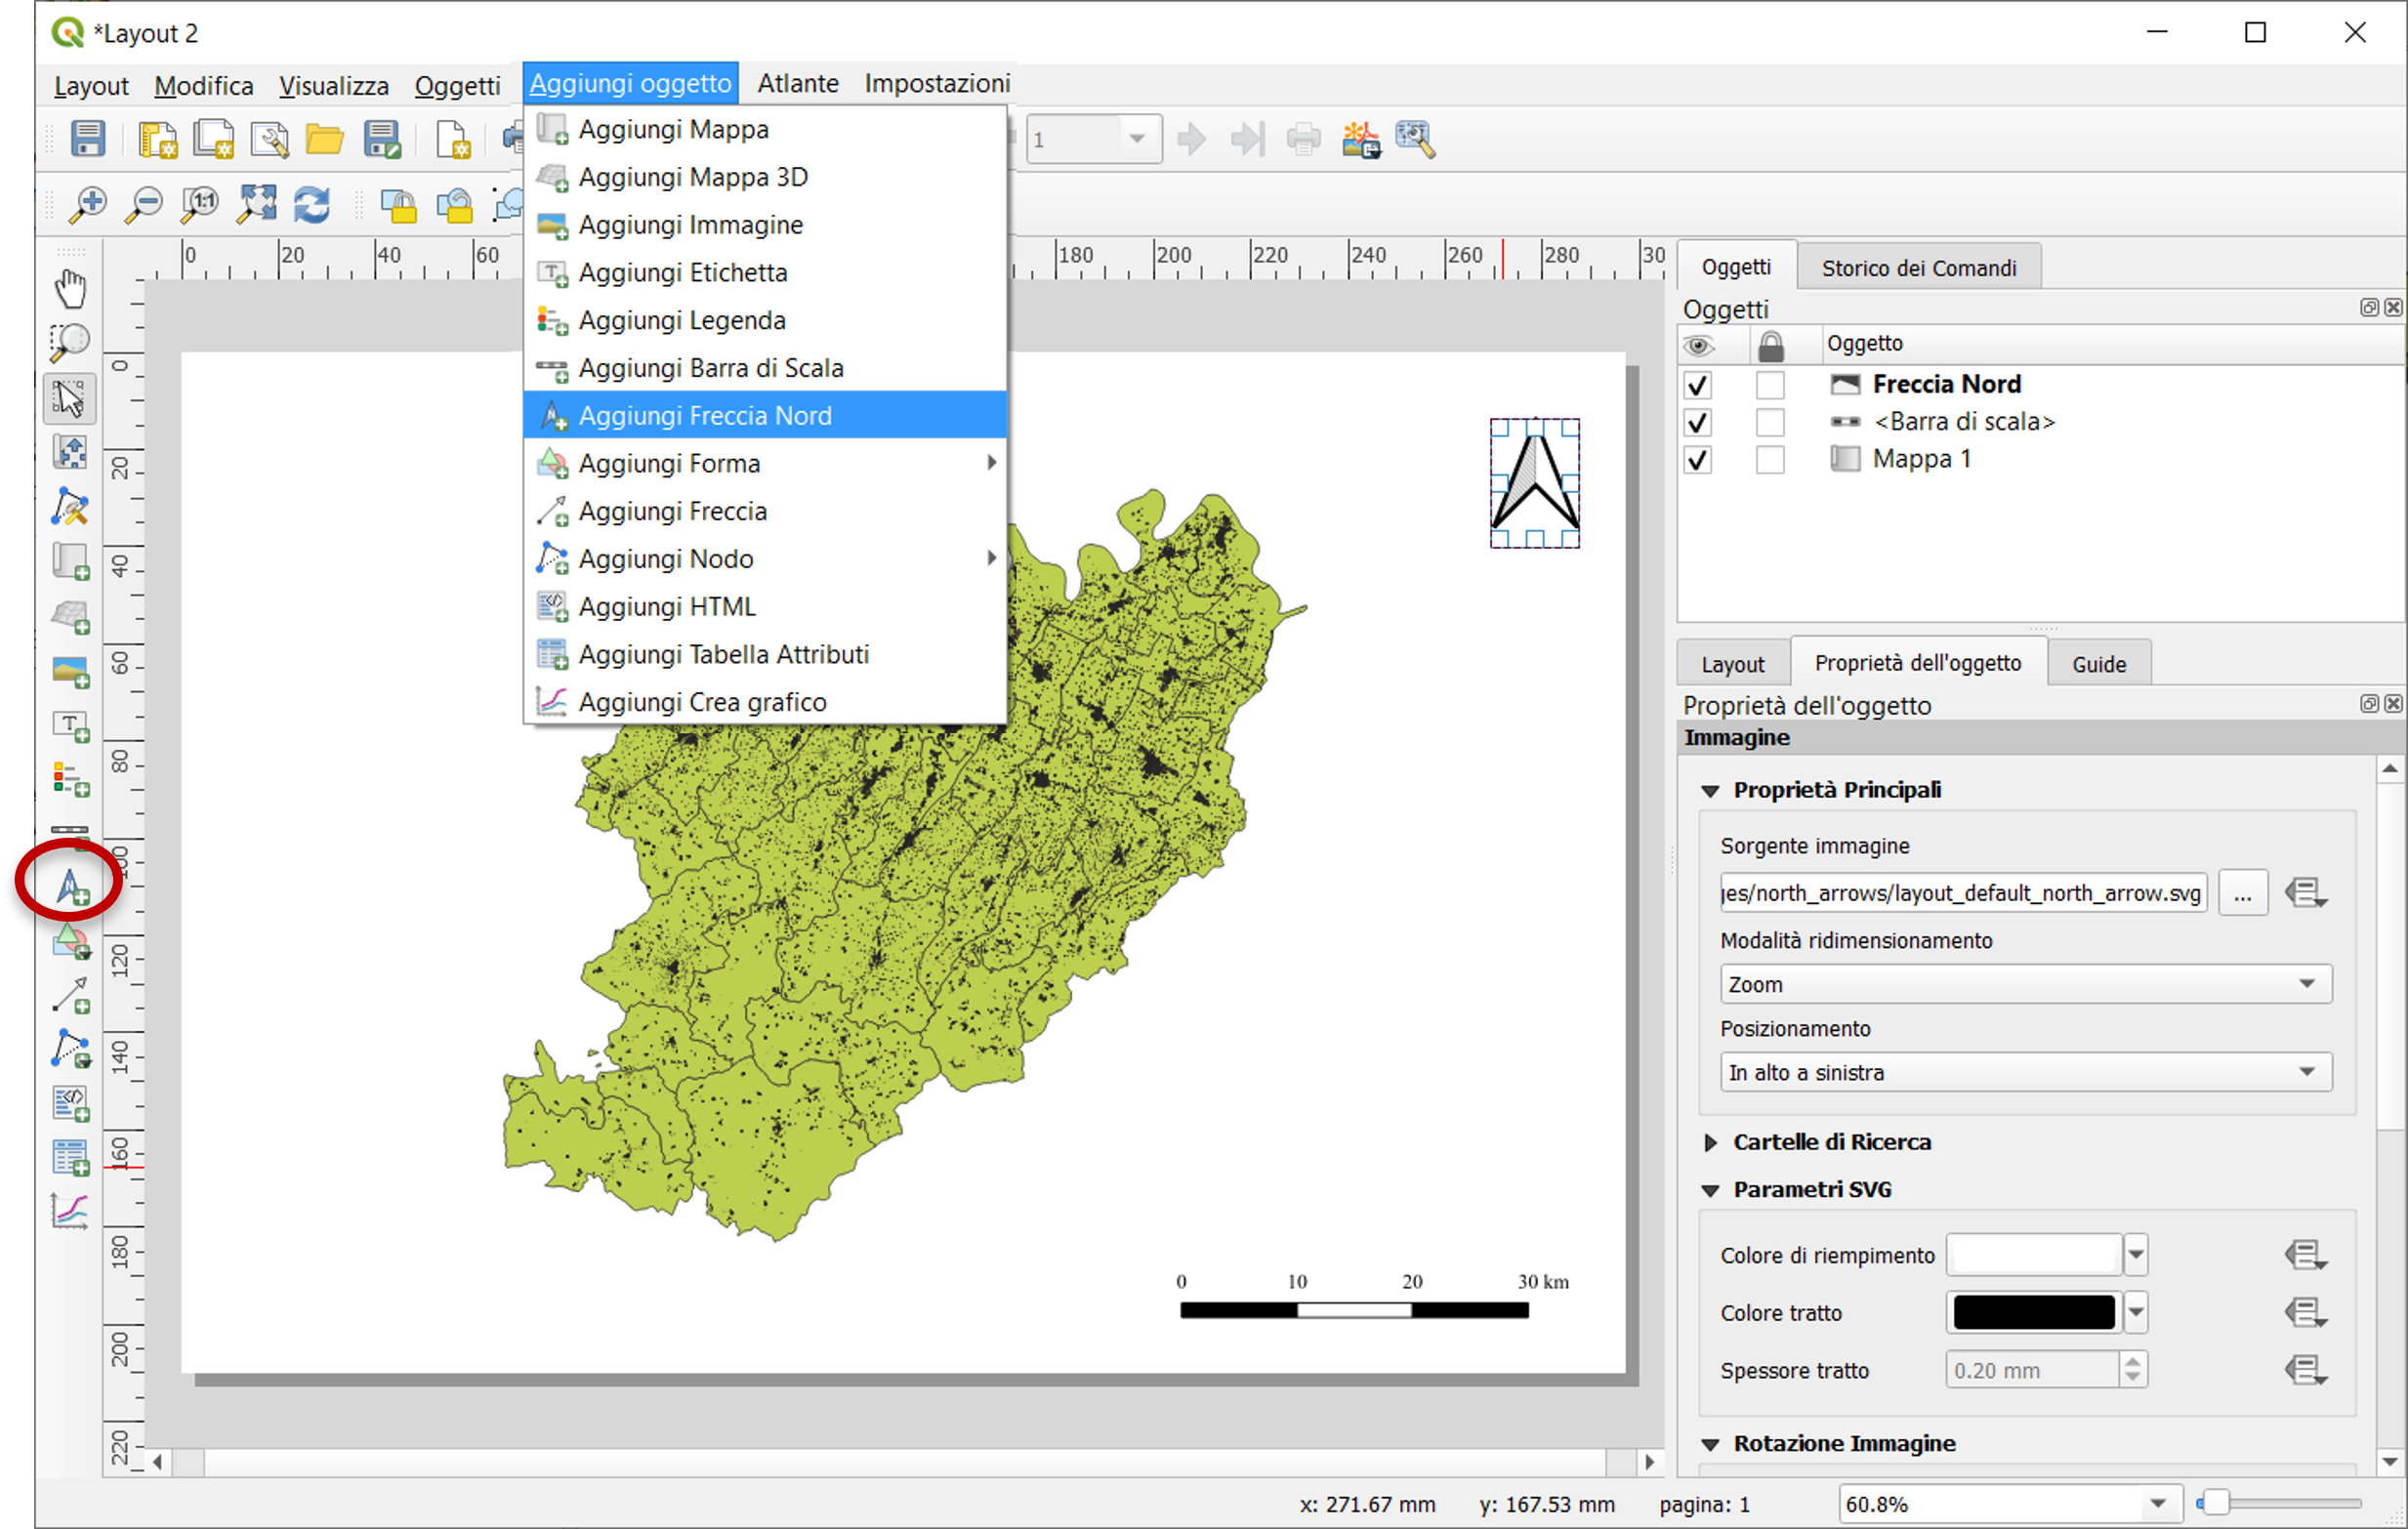 *Layout 2
Layout Modifica Visualizza Oggetti Aggiungi oggetto Atlante Impostazioni
Aggiungi Mappa
Aggiungi Mappa 3D
Aggiungi Immagine
Aggiungi Etichetta
Aggiungi Legenda
Aggiungi Barra di Scala
Aggiungi Freccia Nord
Aggiungi Forma
Aggiungi Freccia
Aggiungi Nodo
Aggiungi HTML
Aggiungi Tabella Attributi
Aggiungi Crea grafico
1
1:1
0 20 40 60 180 200 220 240 260 280 30
0
20
40
60
80
100
120
140
160
180
200
220
0 10 20 30 km
Oggetti Storico dei Comandi
Oggetti
Oggetto
Freccia Nord
<Barra di scala>
Mappa 1
Layout Proprietà dell'oggetto Guide
Proprietà dell'oggetto
Immagine
Proprietà Principali
Sorgente immagine
jes/north_arrows/layout_default_north_arrow.svg ...
Modalità ridimensionamento
Zoom
Posizionamento
In alto a sinistra
Cartelle di Ricerca
Parametri SVG
Colore di riempimento
Colore tratto
Spessore tratto 0.20 mm
Rotazione Immagine
x: 271.67 mm y: 167.53 mm pagina: 1 60.8%